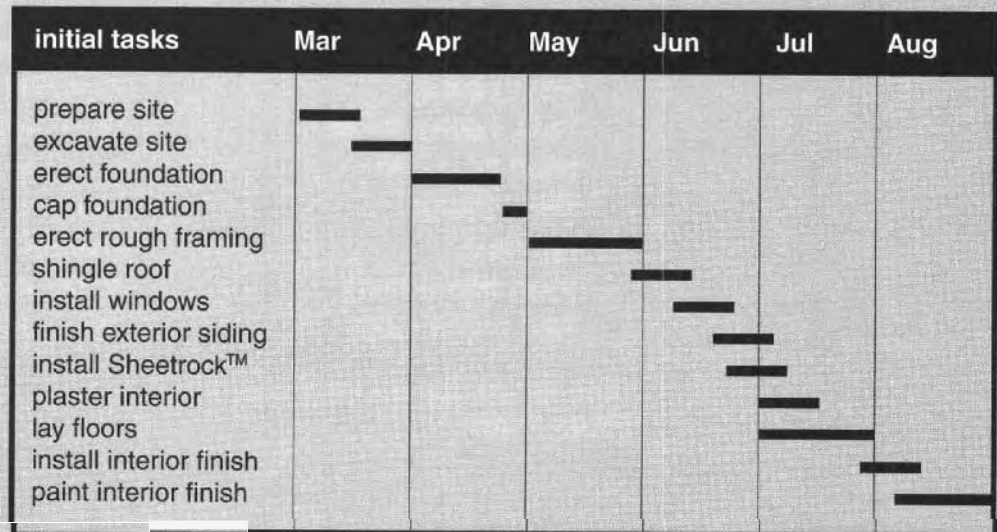 initial tasks Mar Apr May Jun Jul Aug
prepare site
excavate site
erect foundation
cap foundation
erect rough framing
shingle roof
install windows
finish exterior siding
install Sheetrock™
plaster interior
lay floors
install interior finish
paint interior finish